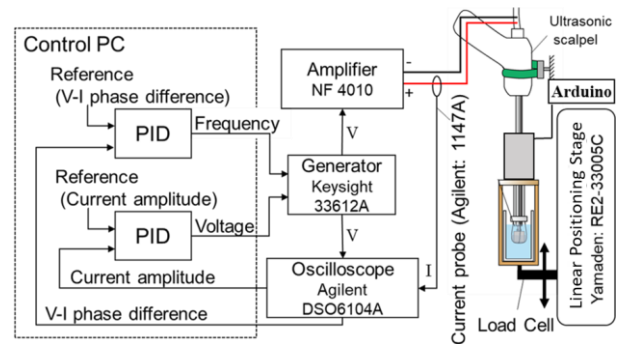 Control PC
Reference
(V-I phase difference)
PID
Frequency
Reference
(Current amplitude)
PID
Voltage
Current amplitude
V-I phase difference
Amplifier
NF 4010
-
+
V
Generator
Keysight
33612A
V
Oscilloscope
Agilent
DSO6104A
I
Current probe (Agilent: 1147A)
Ultrasonic
scalpel
Arduino
Linear Positioning Stage
Yamaden: RE2-33005C
Load Cell